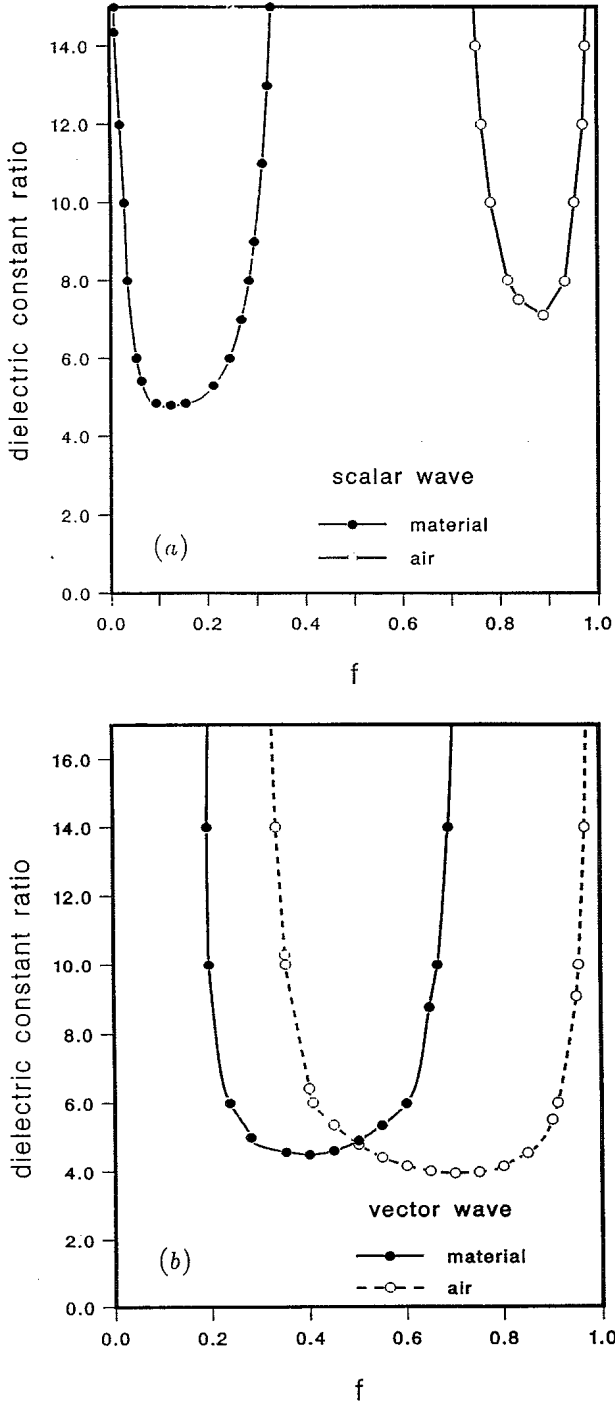 14.0
12.0
10.0
8.0
6.0
4.0
2.0
0.0
dielectric constant ratio
scalar wave
material
air
(a)
0.0 0.2 0.4 0.6 0.8 1.0
f
16.0
14.0
12.0
10.0
8.0
6.0
4.0
2.0
0.0
dielectric constant ratio
vector wave
material
air
(b)
0.0 0.2 0.4 0.6 0.8 1.0
f